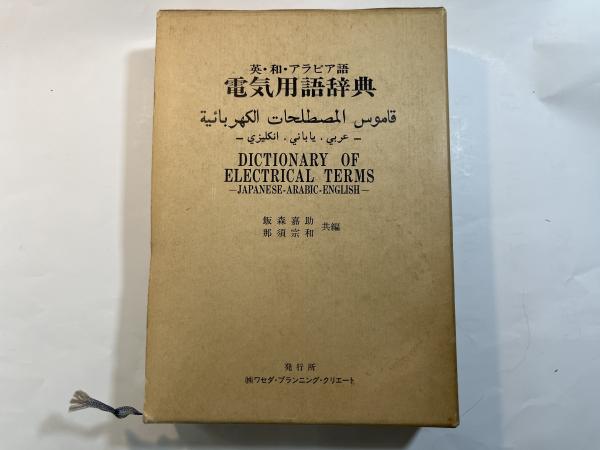 英・和・アラビア語
電気用語辞典
قاموس المصطلحات الكهربائية
– عربي . ياباني . انكليزي –
DICTIONARY OF
ELECTRICAL TERMS
—JAPANESE-ARABIC-ENGLISH—
飯森嘉助
那須宗和
共編
発行所
㈱ワセダ・プランニング・クリエート